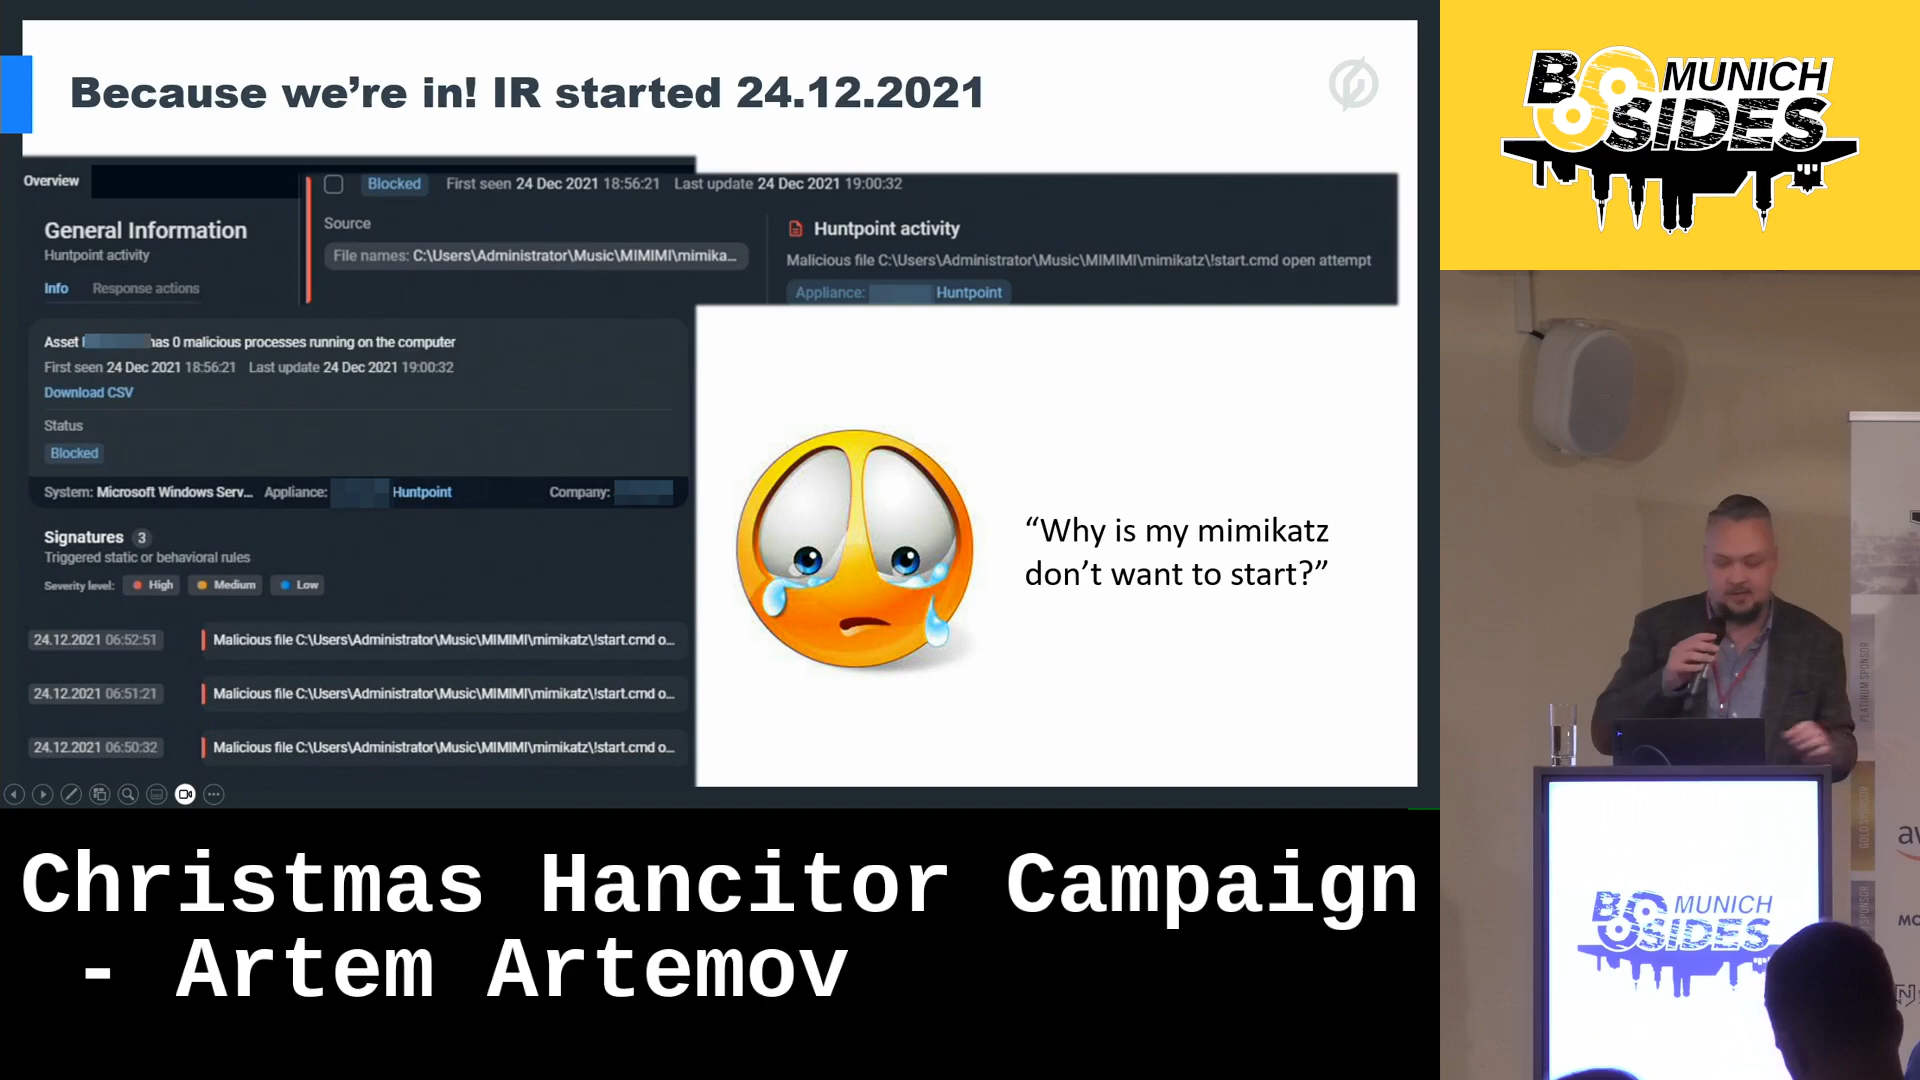 Because we're in! IR started 24.12.2021
Overview
General Information
Huntpoint activity
Info Response actions
Blocked First seen 24 Dec 2021 18:56:21 Last update 24 Dec 2021 19:00:32
Source
File names: C:\Users\Administrator\Music\MIMIMI\mimika...
Huntpoint activity
Malicious file C:\Users\Administrator\Music\MIMIMI\mimikatz\!start.cmd open attempt
Appliance: Huntpoint
Asset has 0 malicious processes running on the computer
First seen 24 Dec 2021 18:56:21 Last update 24 Dec 2021 19:00:32
Download CSV
Status
Blocked
System: Microsoft Windows Serv... Appliance: Huntpoint Company:
Signatures 3
Triggered static or behavioral rules
Severity level: High Medium Low
24.12.2021 06:52:51 Malicious file C:\Users\Administrator\Music\MIMIMI\mimikatz\!start.cmd o...
24.12.2021 06:51:21 Malicious file C:\Users\Administrator\Music\MIMIMI\mimikatz\!start.cmd o...
24.12.2021 06:50:32 Malicious file C:\Users\Administrator\Music\MIMIMI\mimikatz\!start.cmd o...
“Why is my mimikatz
don't want to start?”
Christmas Hancitor Campaign
- Artem Artemov
MUNICH
BSIDES
PLATINUM SPONSOR
GOLD SPONSOR
SPONSOR
MUNICH
BSIDES